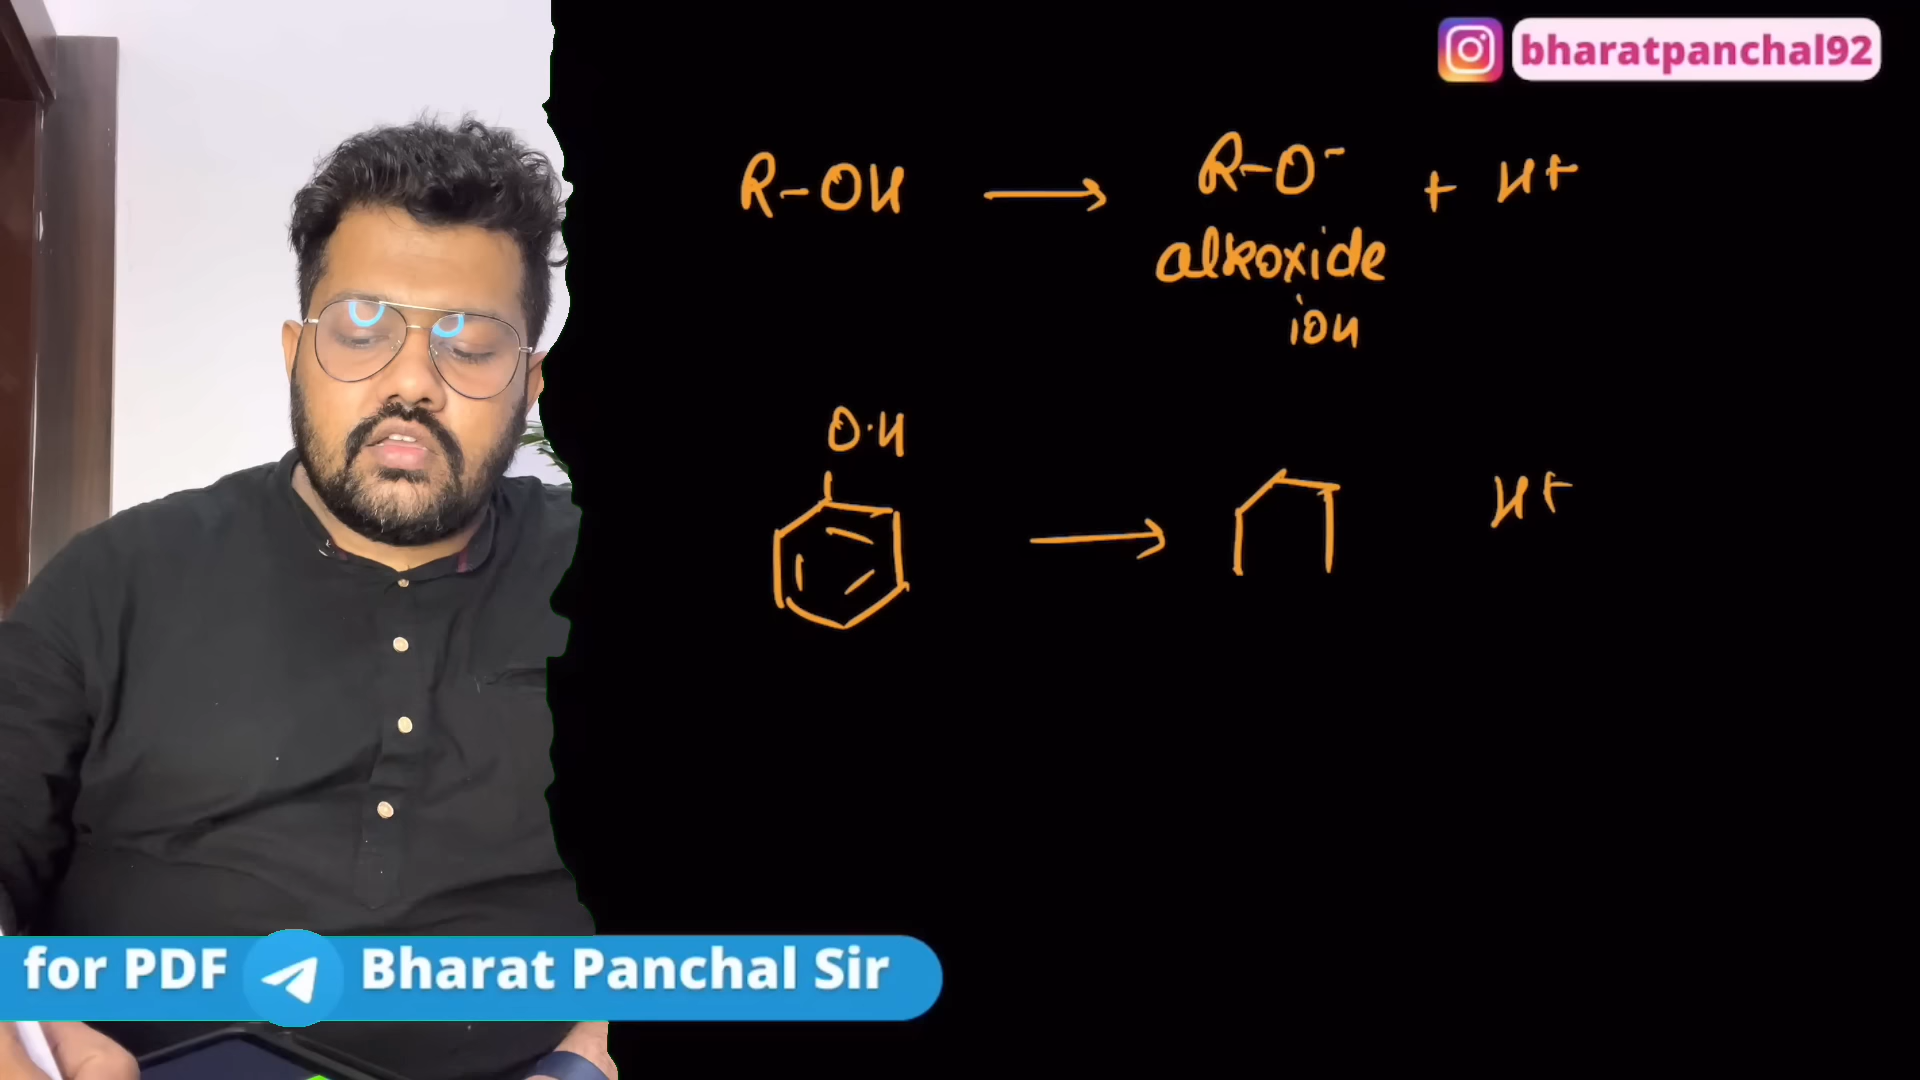 bharatpanchal92
R-OH ⟶ R-O⁻ + H⁺
alkoxide
ion
O·H
⟶ H⁺
for PDF Bharat Panchal Sir